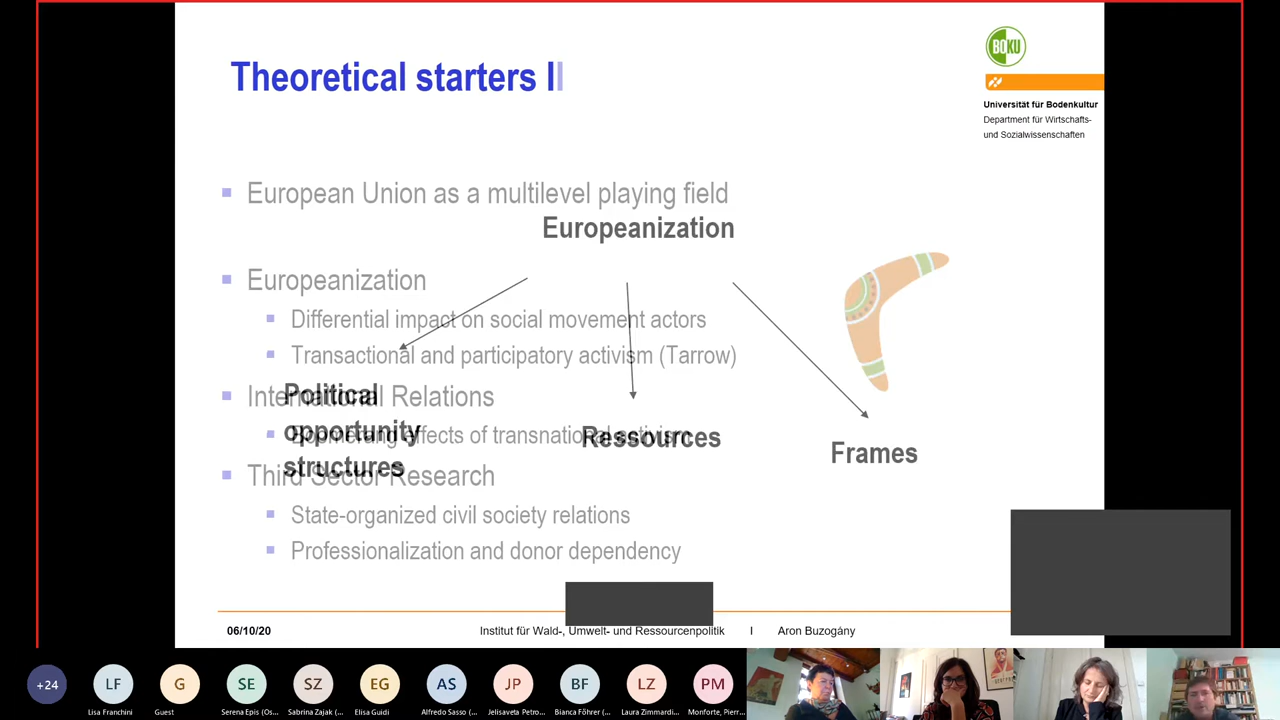 Theoretical starters II
BOKU
Universität für Bodenkultur
Department für Wirtschafts-
und Sozialwissenschaften
European Union as a multilevel playing field
Europeanization
Europeanization
Differential impact on social movement actors
Transactional and participatory activism (Tarrow)
International Relations
Political
opportunity
structures
Boomerang effects of transnational activism
Ressources
Frames
Third Sector Research
State-organized civil society relations
Professionalization and donor dependency
06/10/20
Institut für Wald-, Umwelt- und Ressourcenpolitik I Aron Buzogány
+24
LF
G
SE
SZ
EG
AS
JP
BF
LZ
PM
Lisa Franchini
Guest
Serena Epis (Os...
Sabrina Zajak (...
Elisa Guidi
Alfredo Sasso (...
Jelisaveta Petro...
Bianca Föhrer (...
Laura Zimmardi...
Monforte, Pierr...